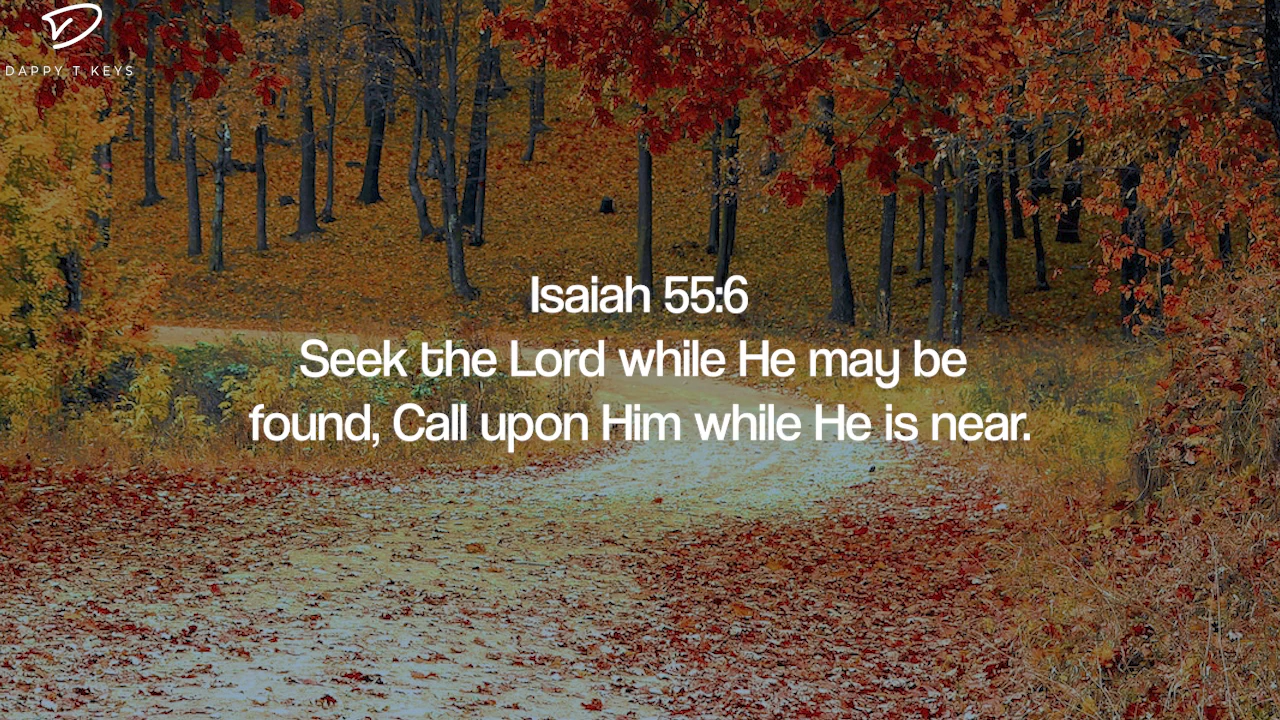 DAPPY T KEYS
Isaiah 55:6
Seek the Lord while He may be
found, Call upon Him while He is near.